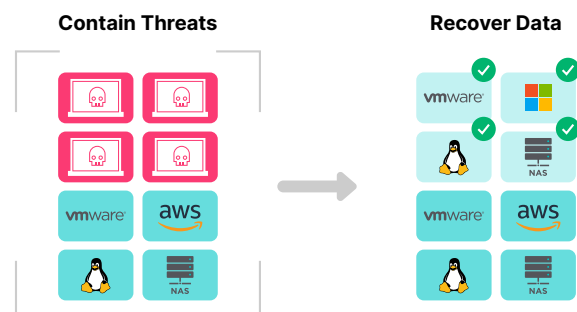 Contain Threats
Recover Data
vmware
aws
NAS
vmware
NAS
vmware
aws
NAS